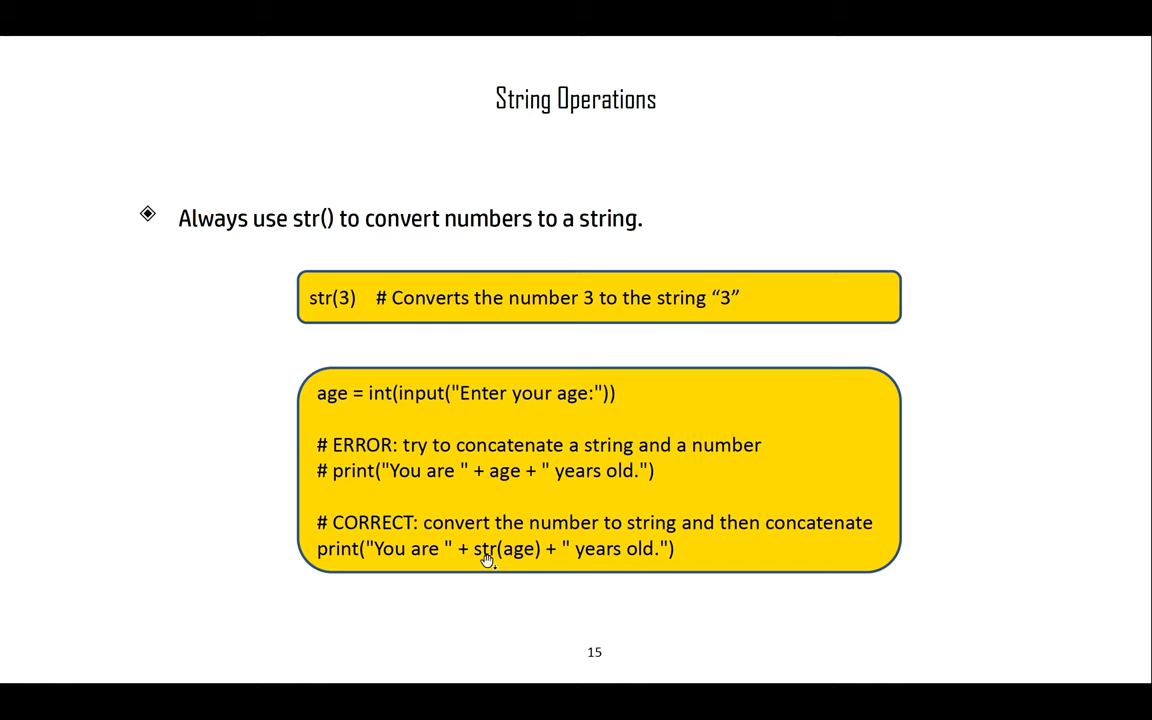 String Operations
Always use str() to convert numbers to a string.
str(3) # Converts the number 3 to the string “3”
age = int(input("Enter your age:"))
# ERROR: try to concatenate a string and a number
# print("You are " + age + " years old.")
# CORRECT: convert the number to string and then concatenate
print("You are " + str(age) + " years old.")
15